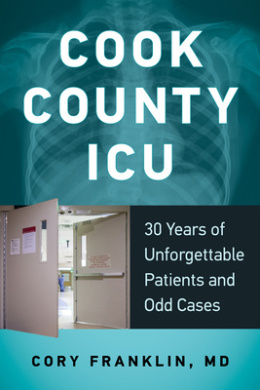 COOK
COUNTY
ICU
30 Years of
Unforgettable
Patients and
Odd Cases
CORY FRANKLIN, MD